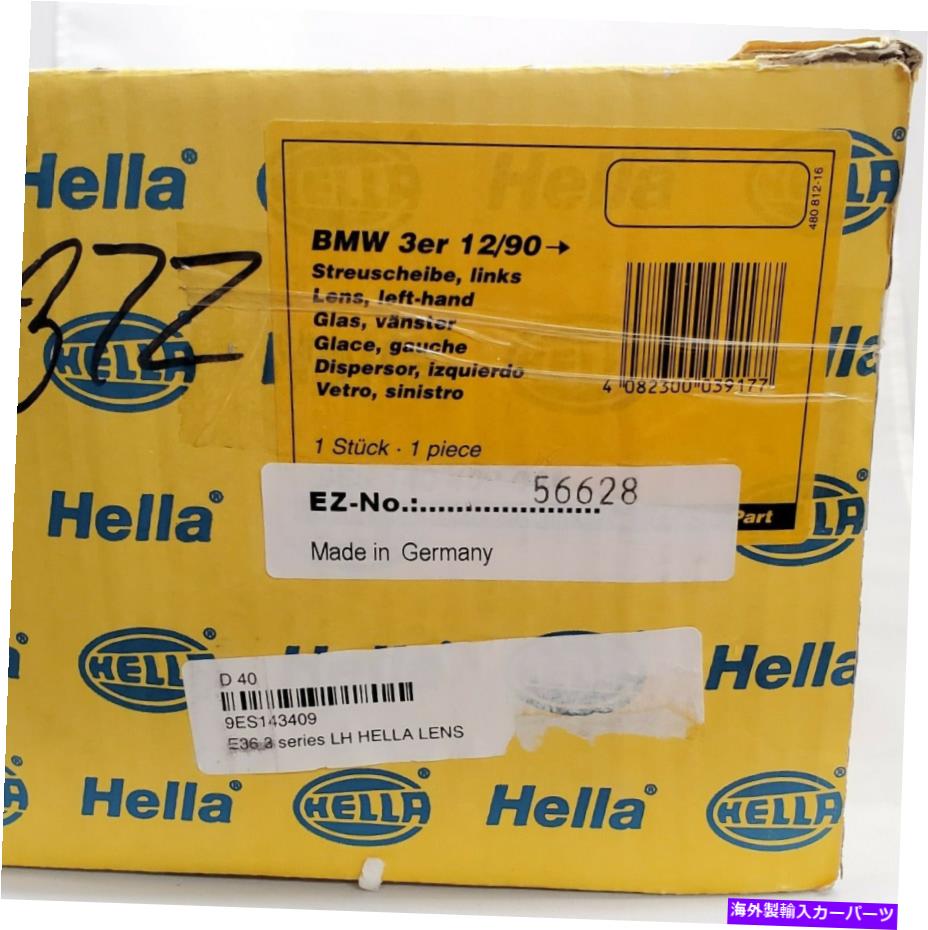 Hella®
HELLA
480 812-16
BMW 3er 12/90→
Streuscheibe, links
Lens, left-hand
Glas, vänster
Glace, gauche
Dispersor, izquierdo
Vetro, sinistro
4 082300 039177
1 Stück · 1 piece
372
HELLA
Hella®
EZ-No.:.................... 56628
Part
Made in Germany
HELLA
Hella
D 40
9ES143409
E36 3 series LH HELLA LENS
Hella® HELLA Hella® HELLA
海外製輸入カーパーツ